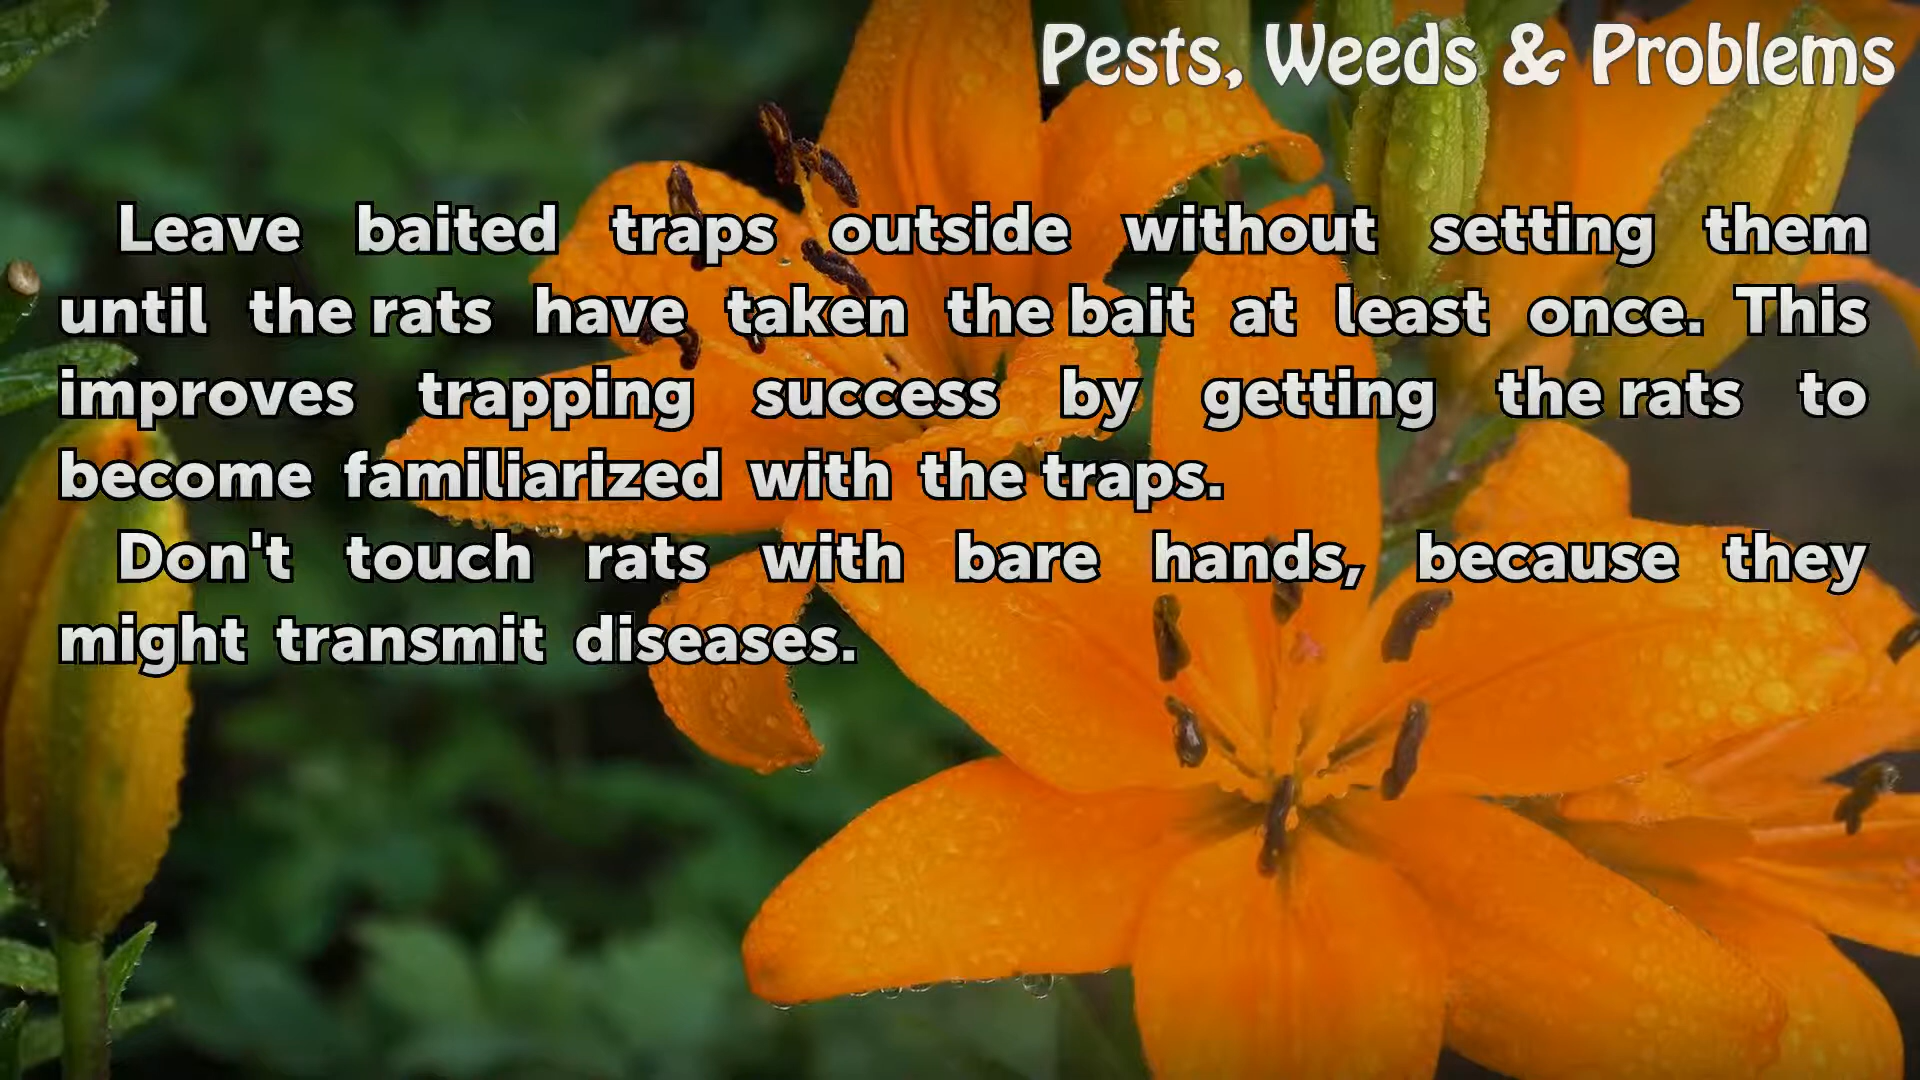 Pests, Weeds & Problems
Leave baited traps outside without setting them
until the rats have taken the bait at least once. This
improves trapping success by getting the rats to
become familiarized with the traps.
Don't touch rats with bare hands, because they
might transmit diseases.